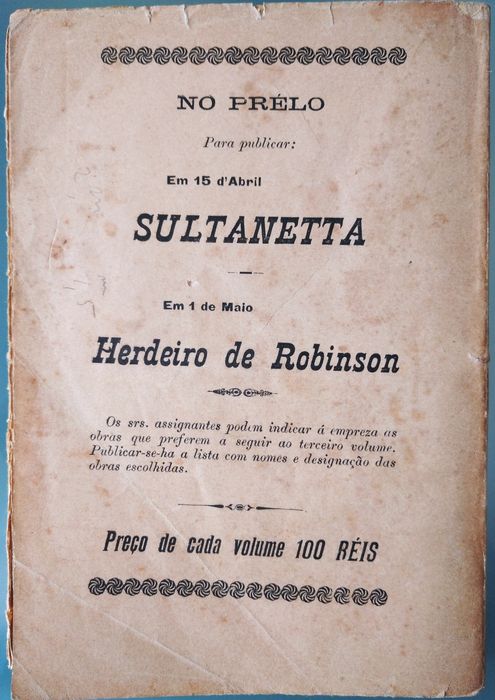 NO PRÉLO
Para publicar:
Em 15 d'Abril
SULTANETTA
Em 1 de Maio
Herdeiro de Robinson
Os srs. assignantes podem indicar á empreza as
obras que preferem a seguir ao terceiro volume.
Publicar-se-ha a lista com nomes e designação das
obras escolhidas.
Preço de cada volume 100 RÉIS